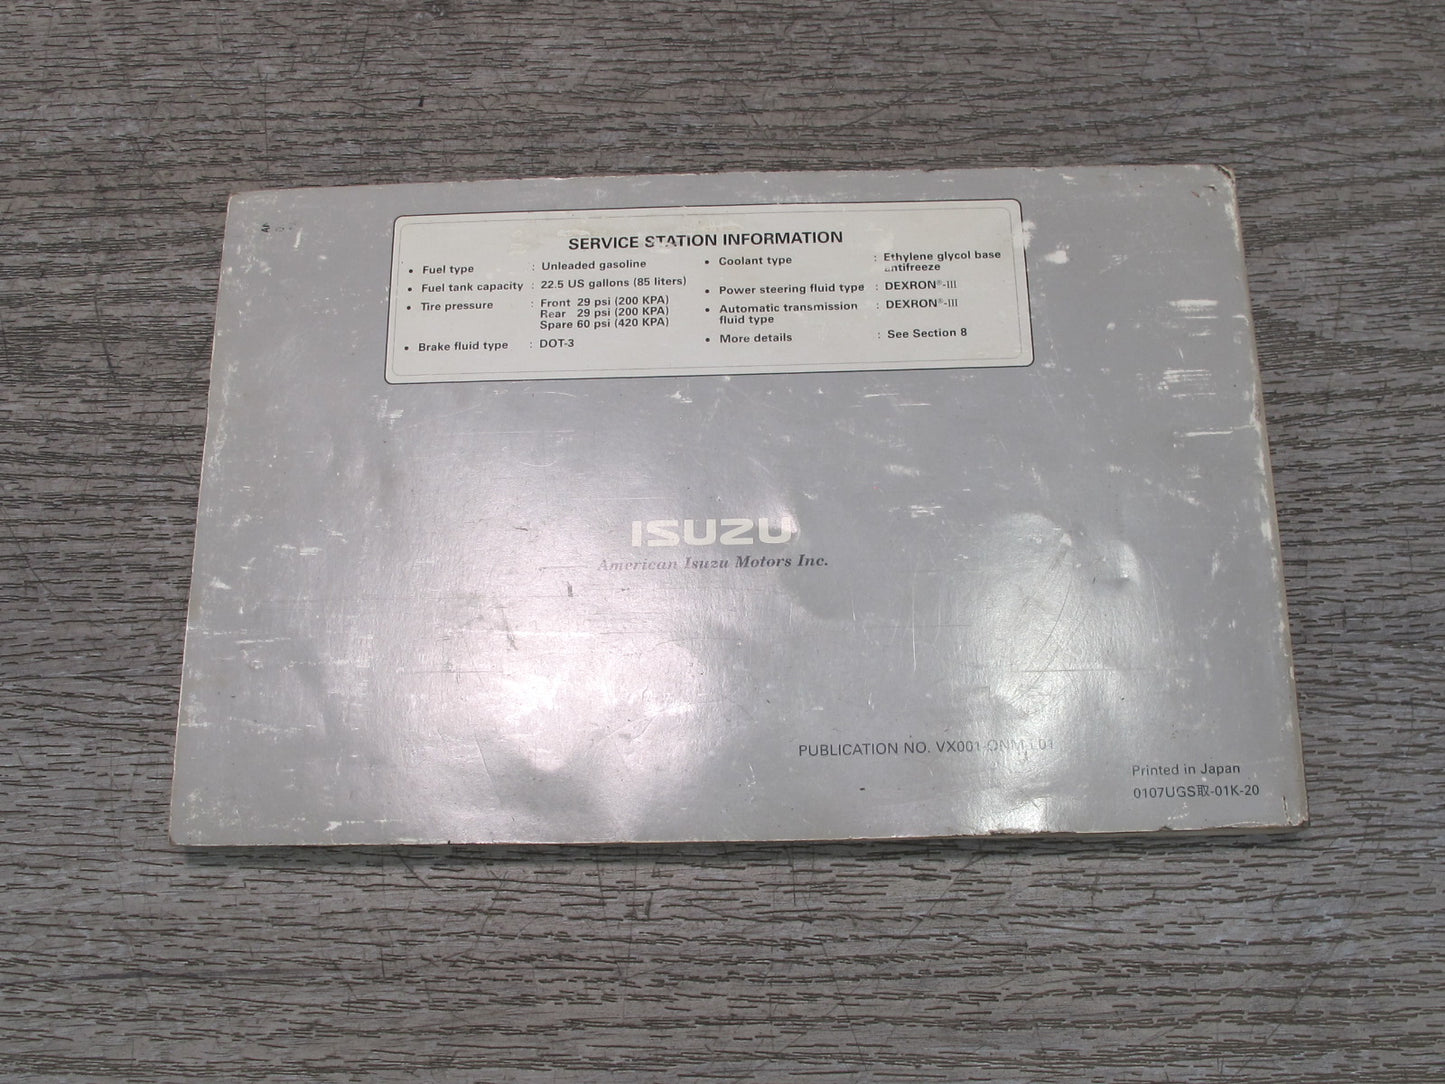 SERVICE STATION INFORMATION
• Fuel type : Unleaded gasoline
• Fuel tank capacity : 22.5 US gallons (85 liters)
• Tire pressure : Front 29 psi (200 KPA)
Rear 29 psi (200 KPA)
Spare 60 psi (420 KPA)
• Brake fluid type : DOT-3
• Coolant type : Ethylene glycol base
antifreeze
• Power steering fluid type : DEXRON®-III
• Automatic transmission : DEXRON®-III
fluid type
• More details : See Section 8
ISUZU
American Isuzu Motors Inc.
PUBLICATION NO. VX001-ONM-L01
Printed in Japan
0107UGS取-01K-20